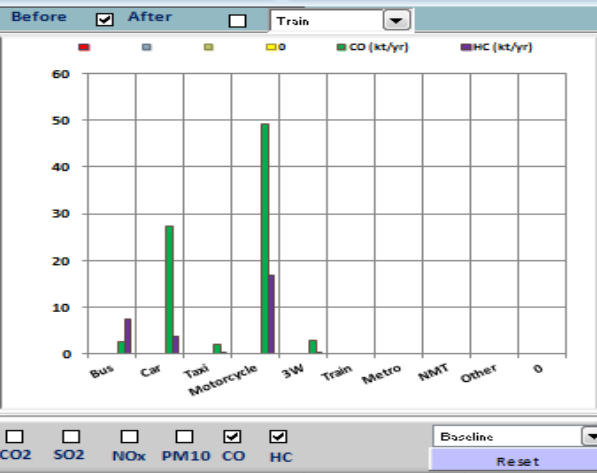 Before After Train
0 CO (kt/yr) HC (kt/yr)
60
50
40
30
20
10
0
Bus Car Taxi Motorcycle 3W Train Metro NMT Other 0
CO2 SO2 NOx PM10 CO HC
Baseline
Reset